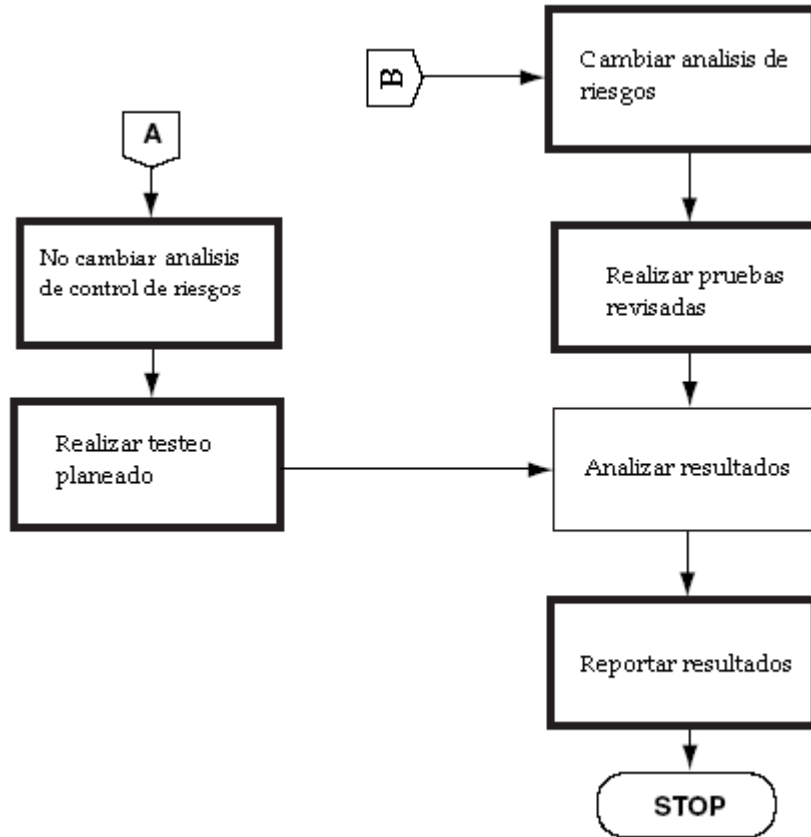 A
No cambiar analisis
de control de riesgos
Realizar testeo
planeado
B
Cambiar analisis de
riesgos
Realizar pruebas
revisadas
Analizar resultados
Reportar resultados
STOP